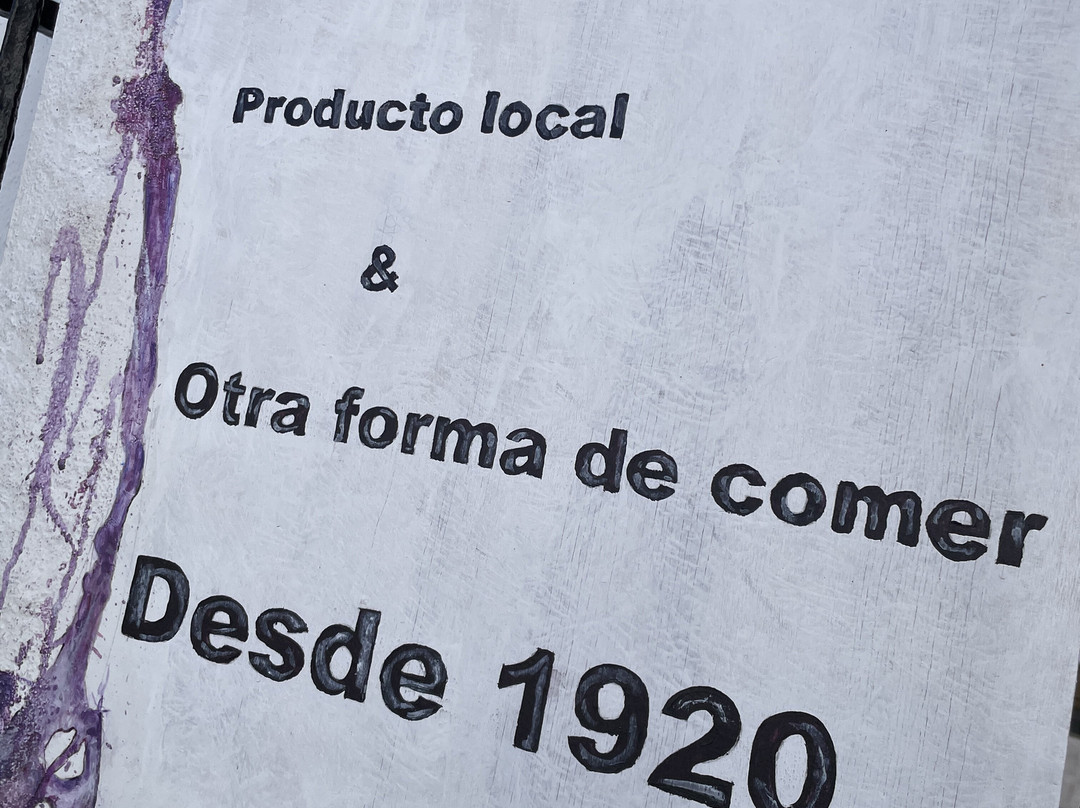 Producto local
&
Otra forma de comer
Desde 1920